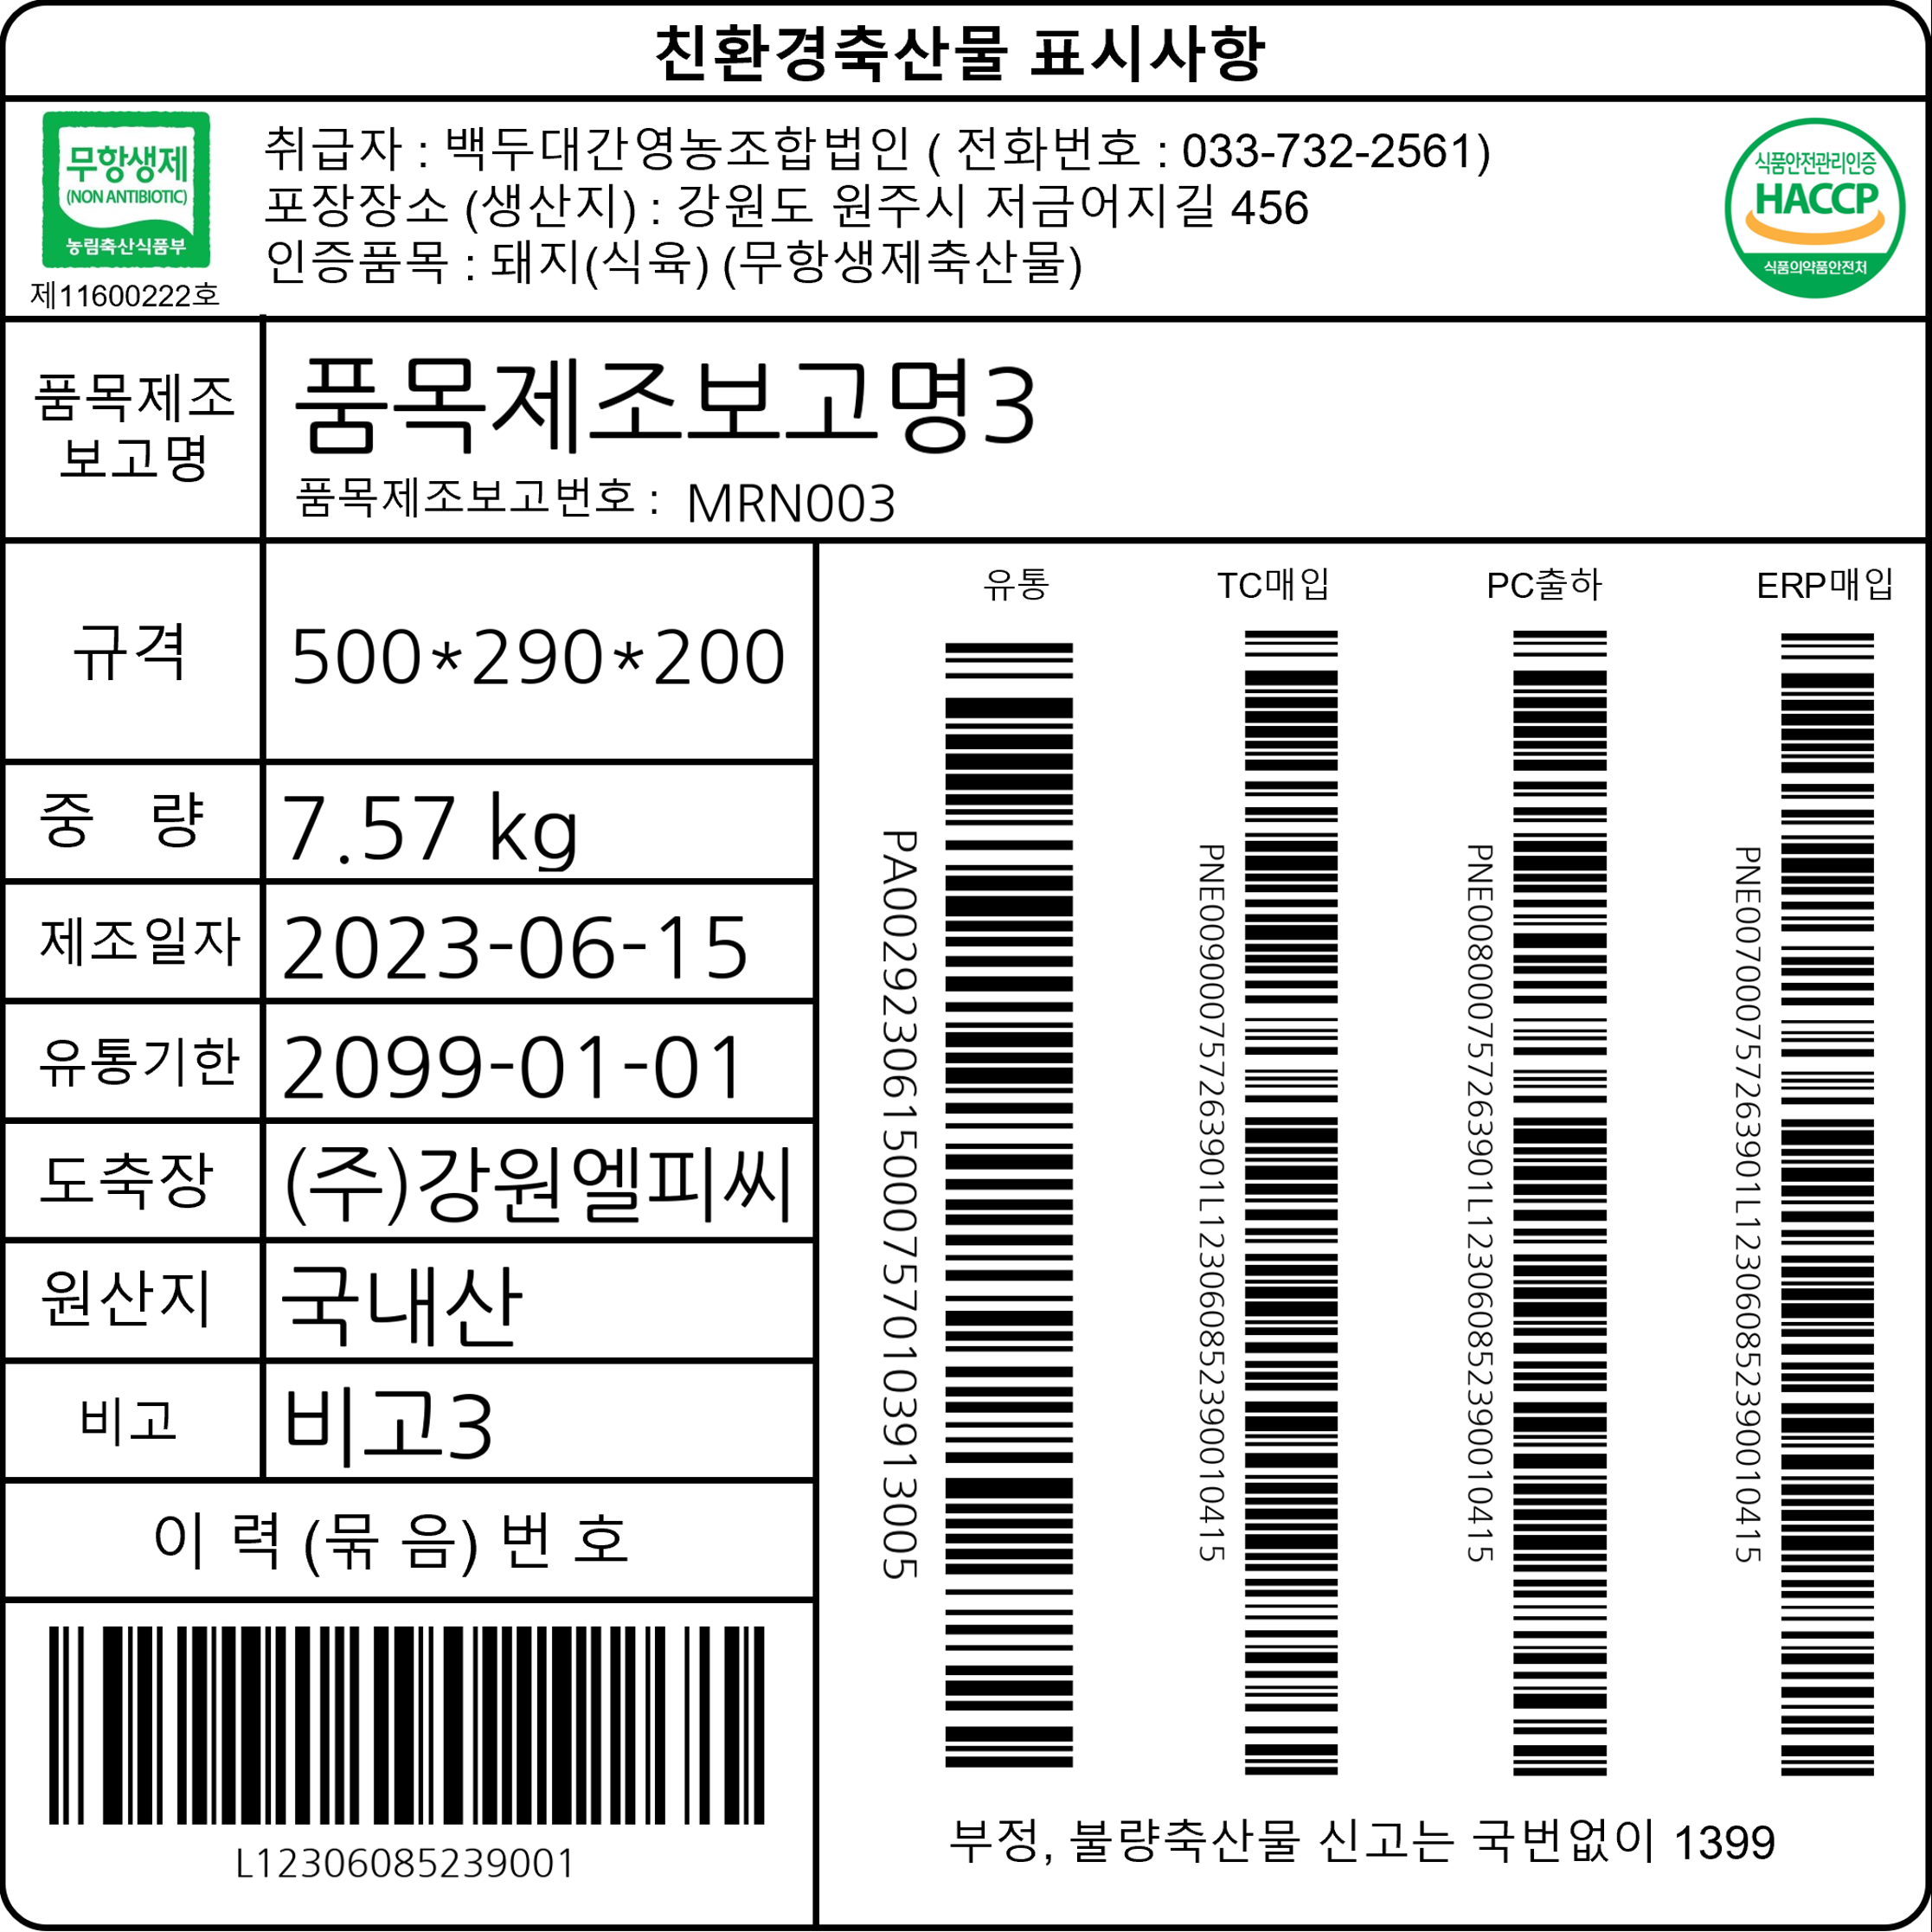 친환경축산물 표시사항
무항생제
(NON ANTIBIOTIC)
농림축산식품부
제11600222호
취급자 : 백두대간영농조합법인 ( 전화번호 : 033-732-2561)
포장장소 (생산지) : 강원도 원주시 저금어지길 456
인증품목 : 돼지(식육) (무항생제축산물)
식품안전관리인증
HACCP
식품의약품안전처
품목제조
보고명
품목제조보고명3
품목제조보고번호 : MRN003
규격
500*290*200
중 량
7.57 kg
제조일자
2023-06-15
유통기한
2099-01-01
도축장
(주)강원엘피씨
원산지
국내산
비고
비고3
이 력 (묶 음) 번 호
L12306085239001
유통
PA00292306150007570103913005
TC매입
PNE009000757263901L123060852390010415
PC출하
PNE008000757263901L123060852390010415
ERP매입
PNE007000757263901L123060852390010415
부정, 불량축산물 신고는 국번없이 1399